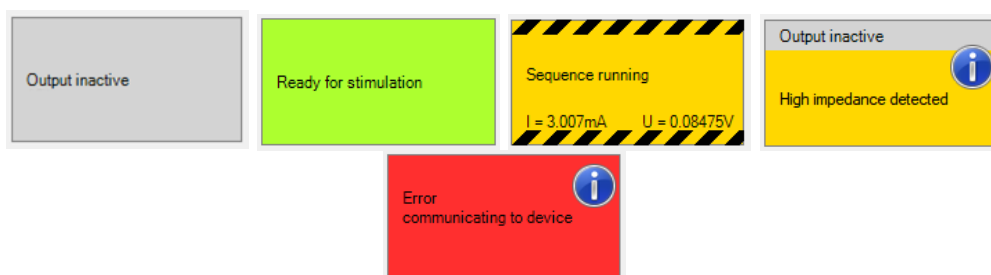 Output inactive
Ready for stimulation
Sequence running
I = 3.007mA U = 0.08475V
Output inactive
High impedance detected
Error
communicating to device